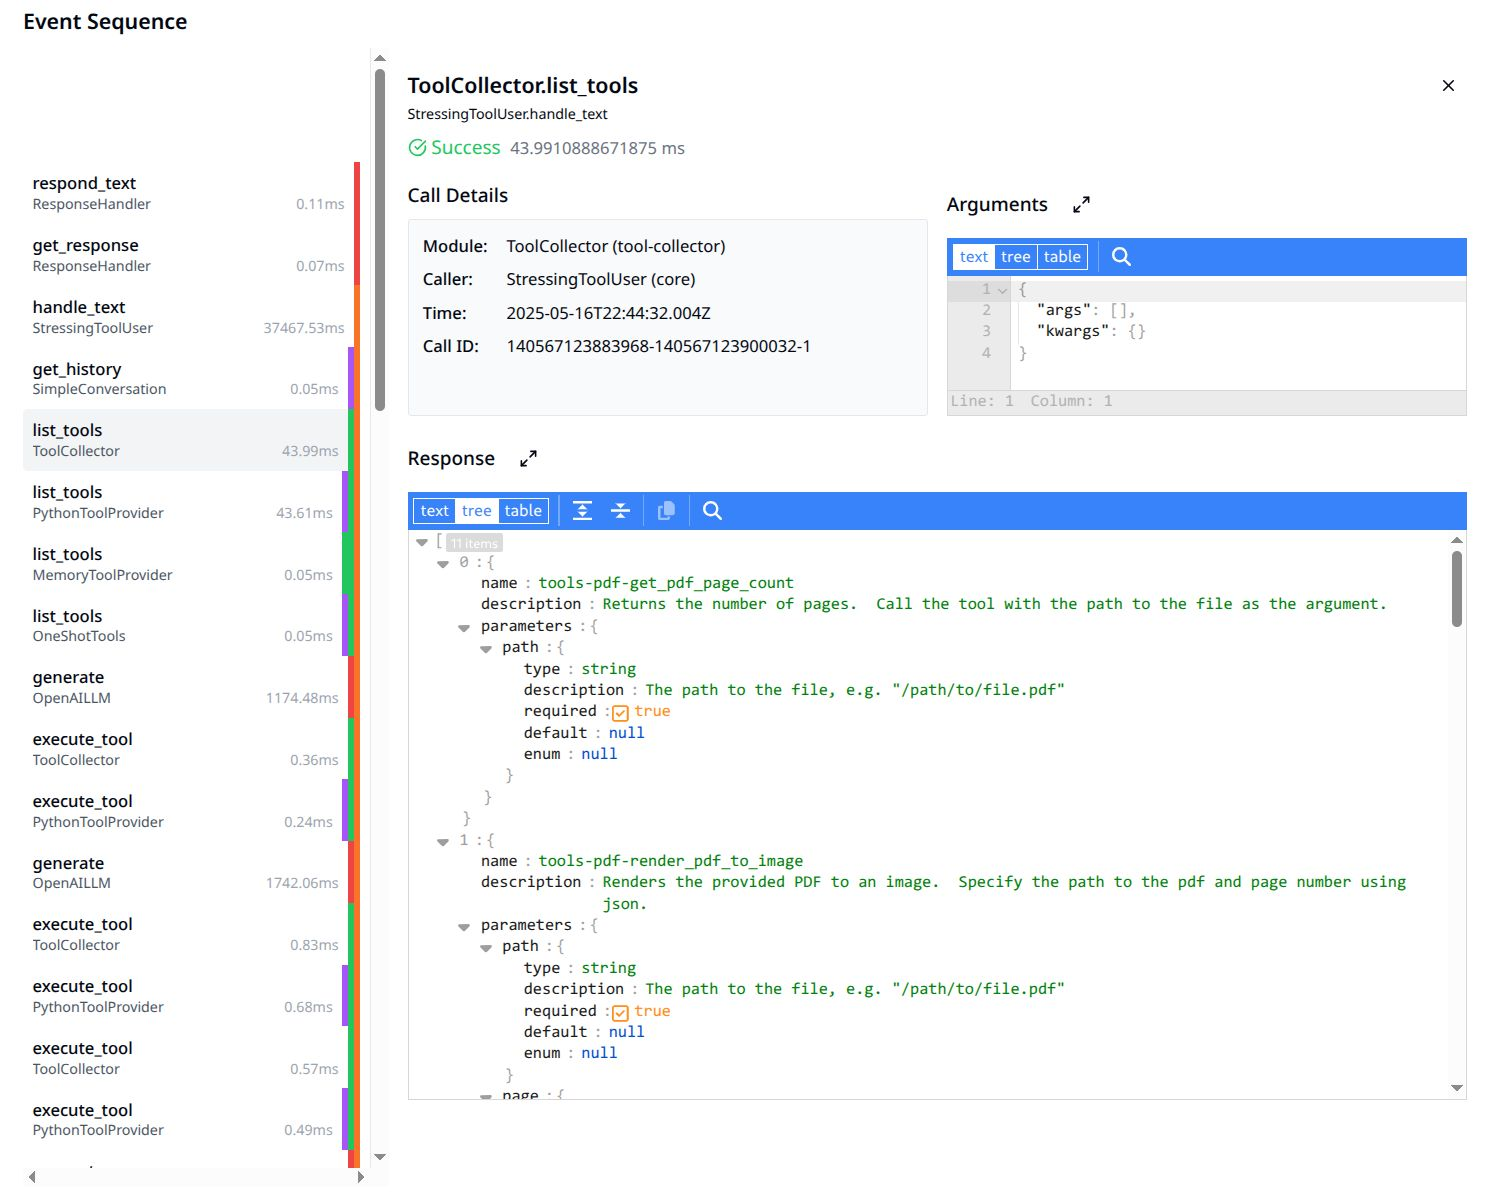 Event Sequence
respond_text
ResponseHandler 0.11ms
get_response
ResponseHandler 0.07ms
handle_text
StressingToolUser 37467.53ms
get_history
SimpleConversation 0.05ms
list_tools
ToolCollector 43.99ms
list_tools
PythonToolProvider 43.61ms
list_tools
MemoryToolProvider 0.05ms
list_tools
OneShotTools 0.05ms
generate
OpenAILLM 1174.48ms
execute_tool
ToolCollector 0.36ms
execute_tool
PythonToolProvider 0.24ms
generate
OpenAILLM 1742.06ms
execute_tool
ToolCollector 0.83ms
execute_tool
PythonToolProvider 0.68ms
execute_tool
ToolCollector 0.57ms
execute_tool
PythonToolProvider 0.49ms
ToolCollector.list_tools
StressingToolUser.handle_text
Success 43.9910888671875 ms
Call Details
Module: ToolCollector (tool-collector)
Caller: StressingToolUser (core)
Time: 2025-05-16T22:44:32.004Z
Call ID: 140567123883968-140567123900032-1
Arguments
text tree table
1 {
2 "args": [],
3 "kwargs": {}
4 }
Line: 1 Column: 1
Response
text tree table
[ 11 items
0 : {
name : tools-pdf-get_pdf_page_count
description : Returns the number of pages.  Call the tool with the path to the file as the argument.
parameters : {
path : {
type : string
description : The path to the file, e.g. "/path/to/file.pdf"
required : true
default : null
enum : null
}
}
}
1 : {
name : tools-pdf-render_pdf_to_image
description : Renders the provided PDF to an image.  Specify the path to the pdf and page number using
json.
parameters : {
path : {
type : string
description : The path to the file, e.g. "/path/to/file.pdf"
required : true
default : null
enum : null
}
page : {